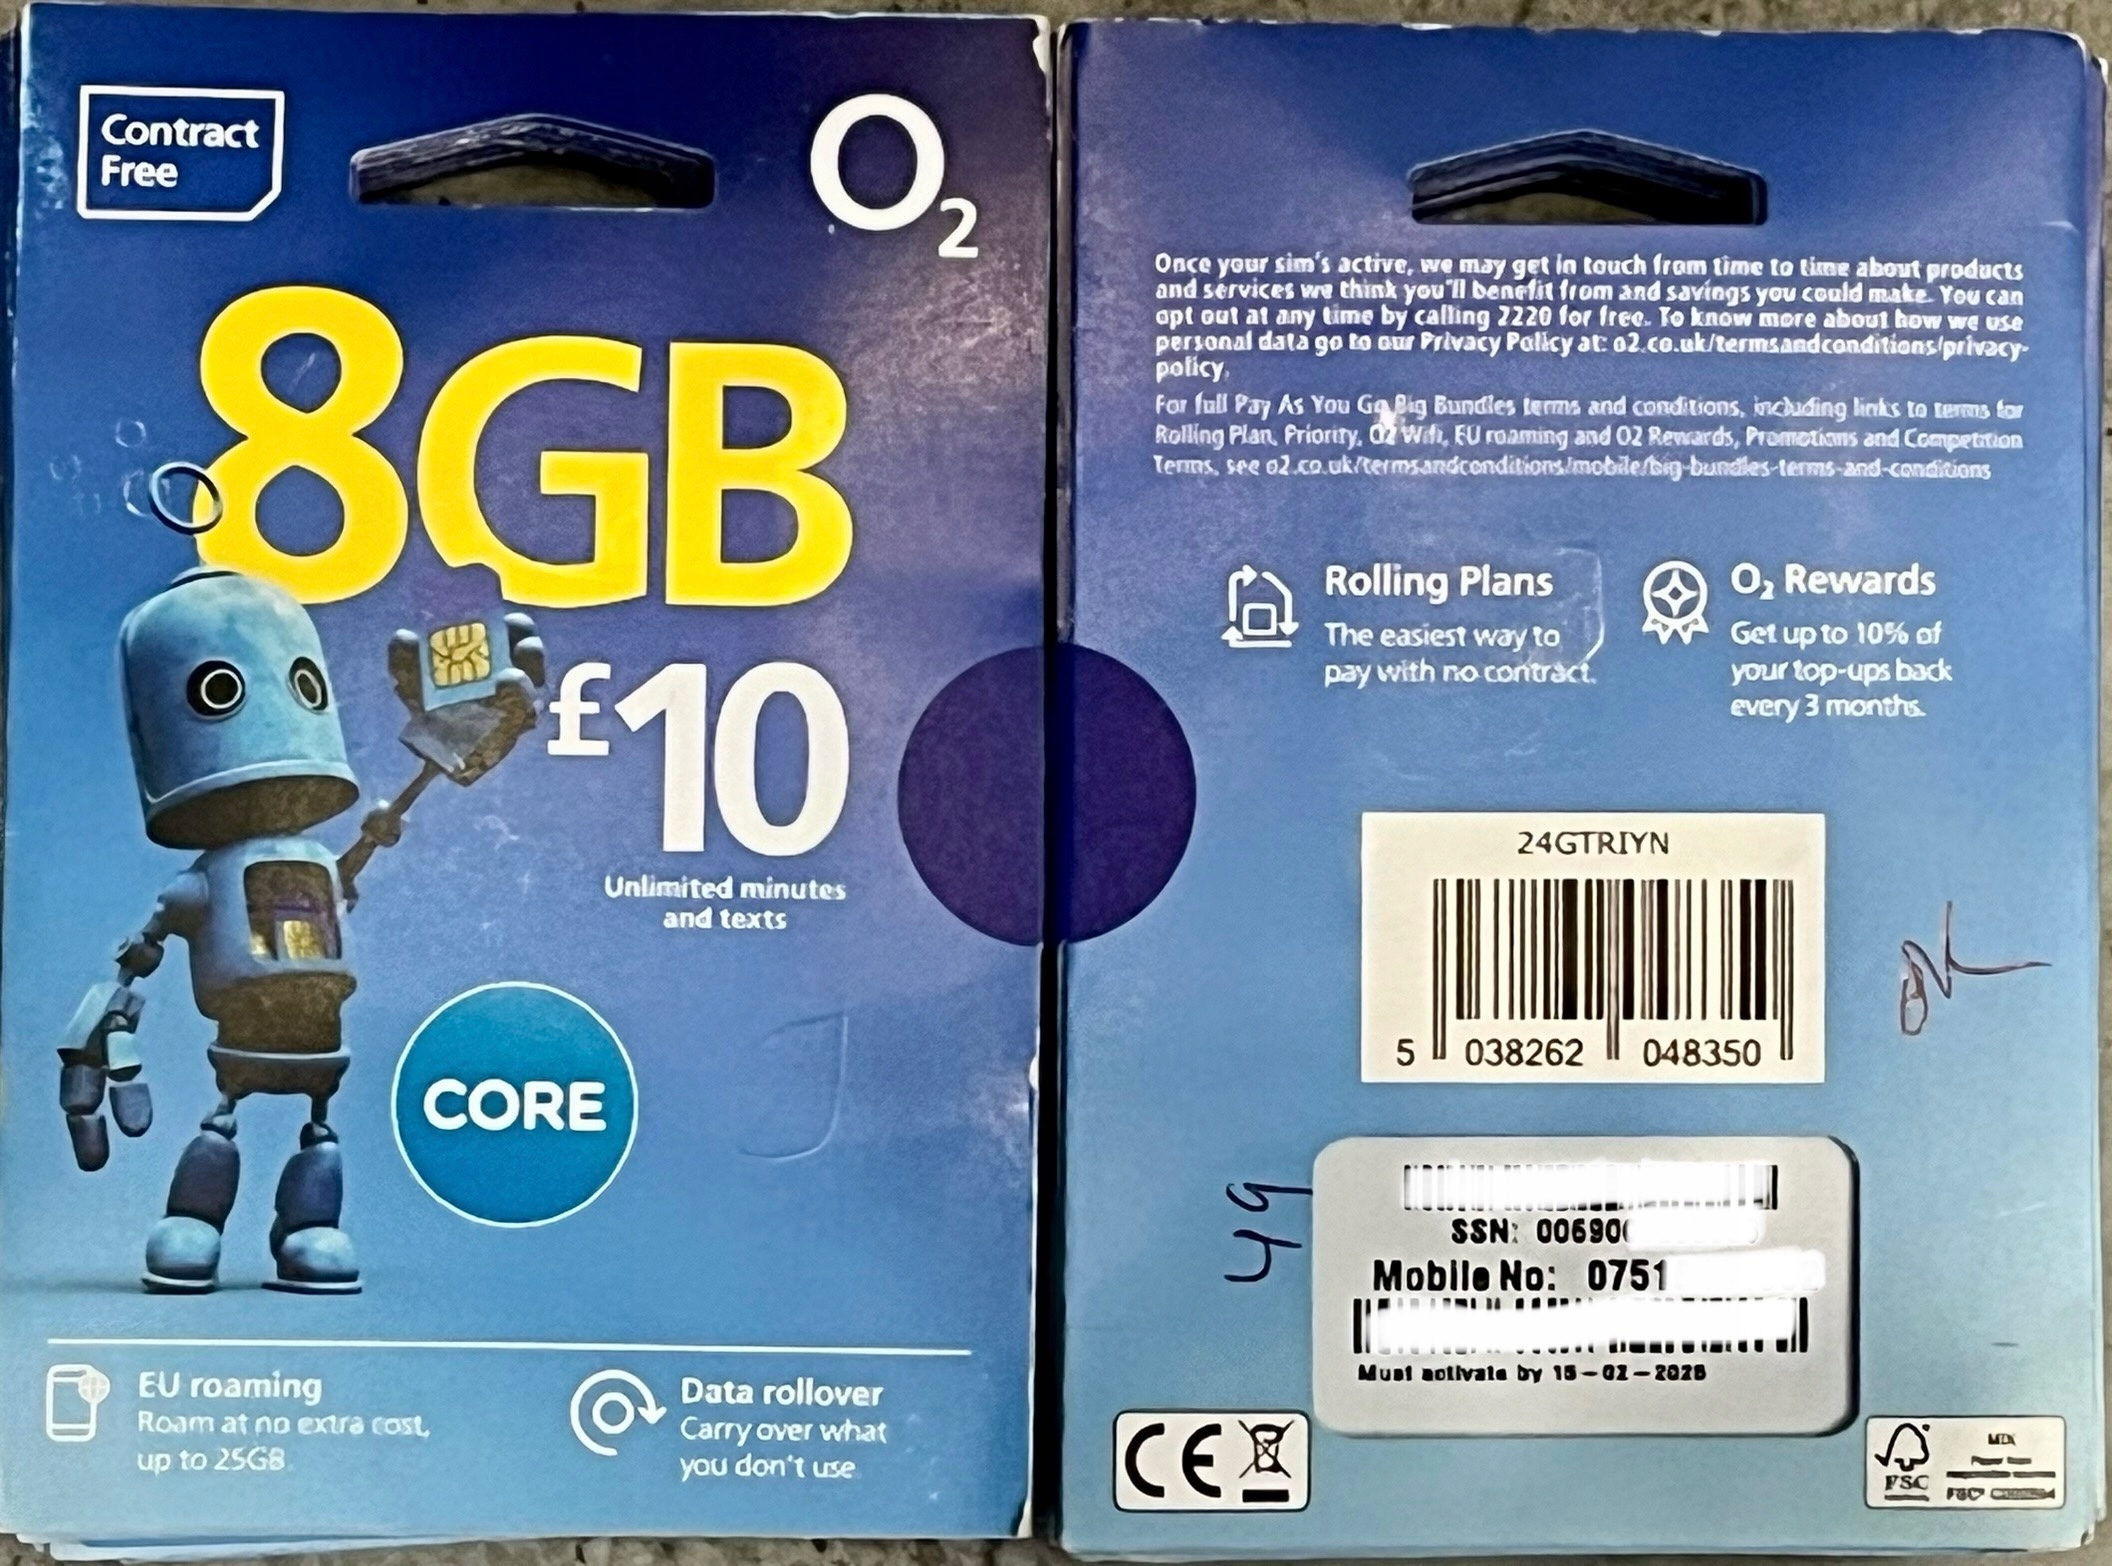 Contract
Free
O2
8GB
£10
Unlimited minutes
and texts
CORE
EU roaming
Roam at no extra cost,
up to 25GB.
Data rollover
Carry over what
you don't use
Once your sim's active, we may get in touch from time to time about products
and services we think you'll benefit from and savings you could make. You can
opt out at any time by calling 2220 for free. To know more about how we use
personal data go to our Privacy Policy at: o2.co.uk/termsandconditions/privacy-
policy.
For full Pay As You Go Big Bundles terms and conditions, including links to terms for
Rolling Plan, Priority, O2 Wifi, EU roaming and O2 Rewards, Promotions and Competition
Terms, see o2.co.uk/termsandconditions/mobile/big-bundles-terms-and-conditions
Rolling Plans
The easiest way to
pay with no contract.
O2 Rewards
Get up to 10% of
your top-ups back
every 3 months.
24GTRIYN
5 038262 048350
49
SSN: 00690
Mobile No: 0751
Must activate by 15-02-2026
CE
FSC
MIX